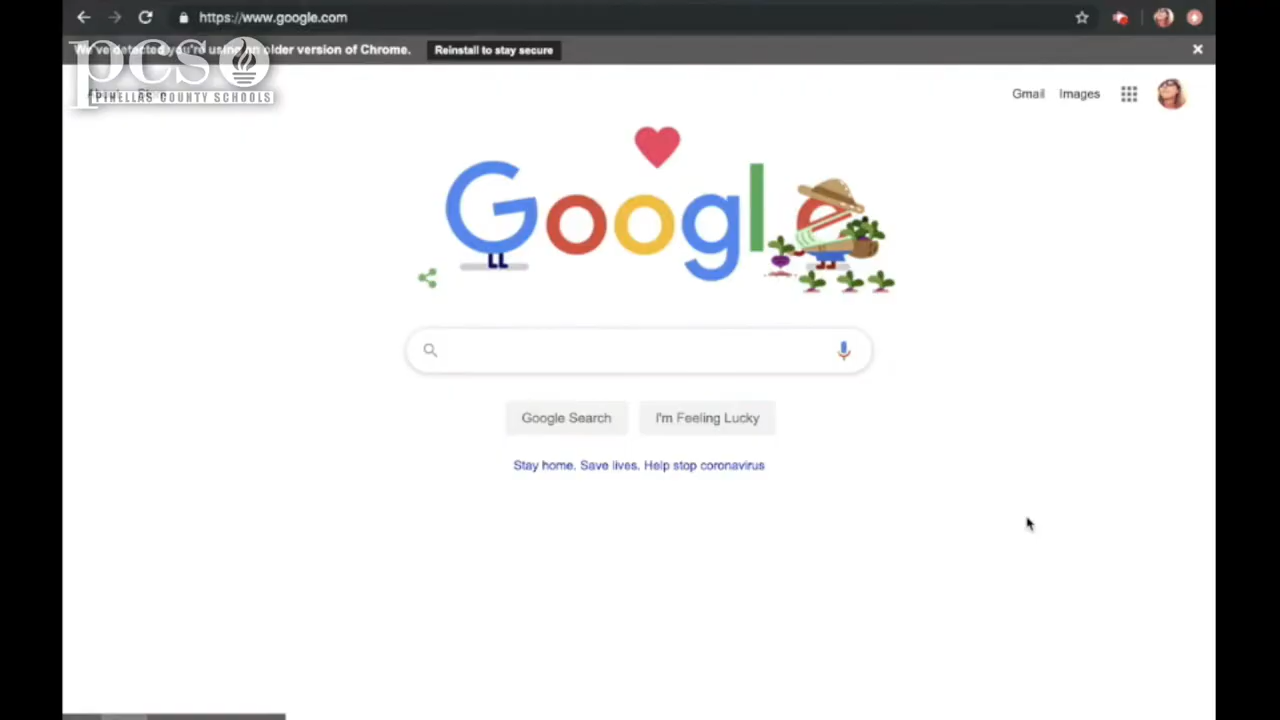 https://www.google.com
We've detected you're using an older version of Chrome.
Reinstall to stay secure
pcs
PINELLAS COUNTY SCHOOLS
Gmail
Images
Google
Google Search
I'm Feeling Lucky
Stay home. Save lives. Help stop coronavirus